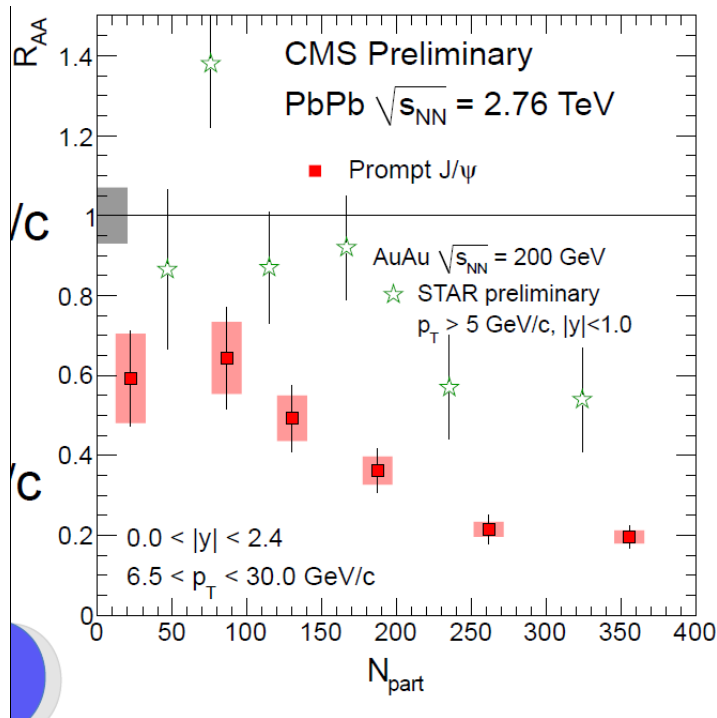 R_AA
CMS Preliminary
PbPb √s_NN = 2.76 TeV
Prompt J/ψ
AuAu √s_NN = 200 GeV
STAR preliminary
p_T > 5 GeV/c, |y|<1.0
0.0 < |y| < 2.4
6.5 < p_T < 30.0 GeV/c
1.4
1.2
1
0.8
0.6
0.4
0.2
0
/c
/c
0 50 100 150 200 250 300 350 400
N_part